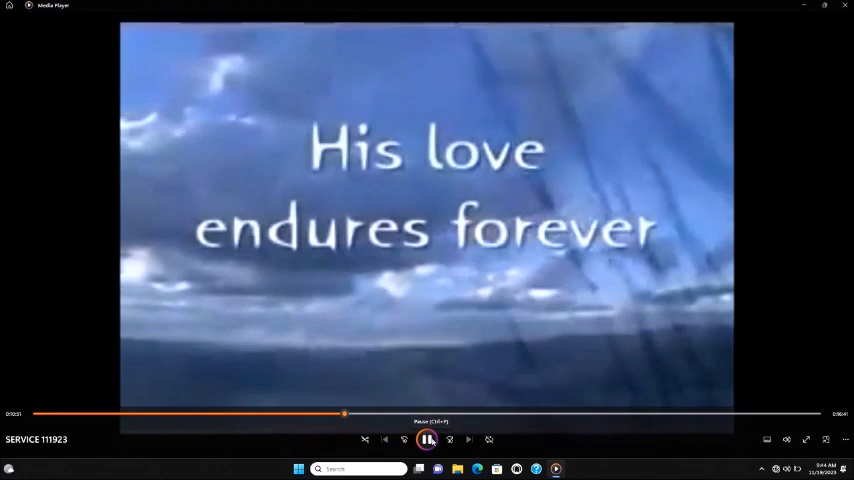 Media Player
His love
endures forever
0:10:51
0:16:41
Pause (Ctrl+P)
SERVICE 111923
Search
9:44 AM
11/19/2023